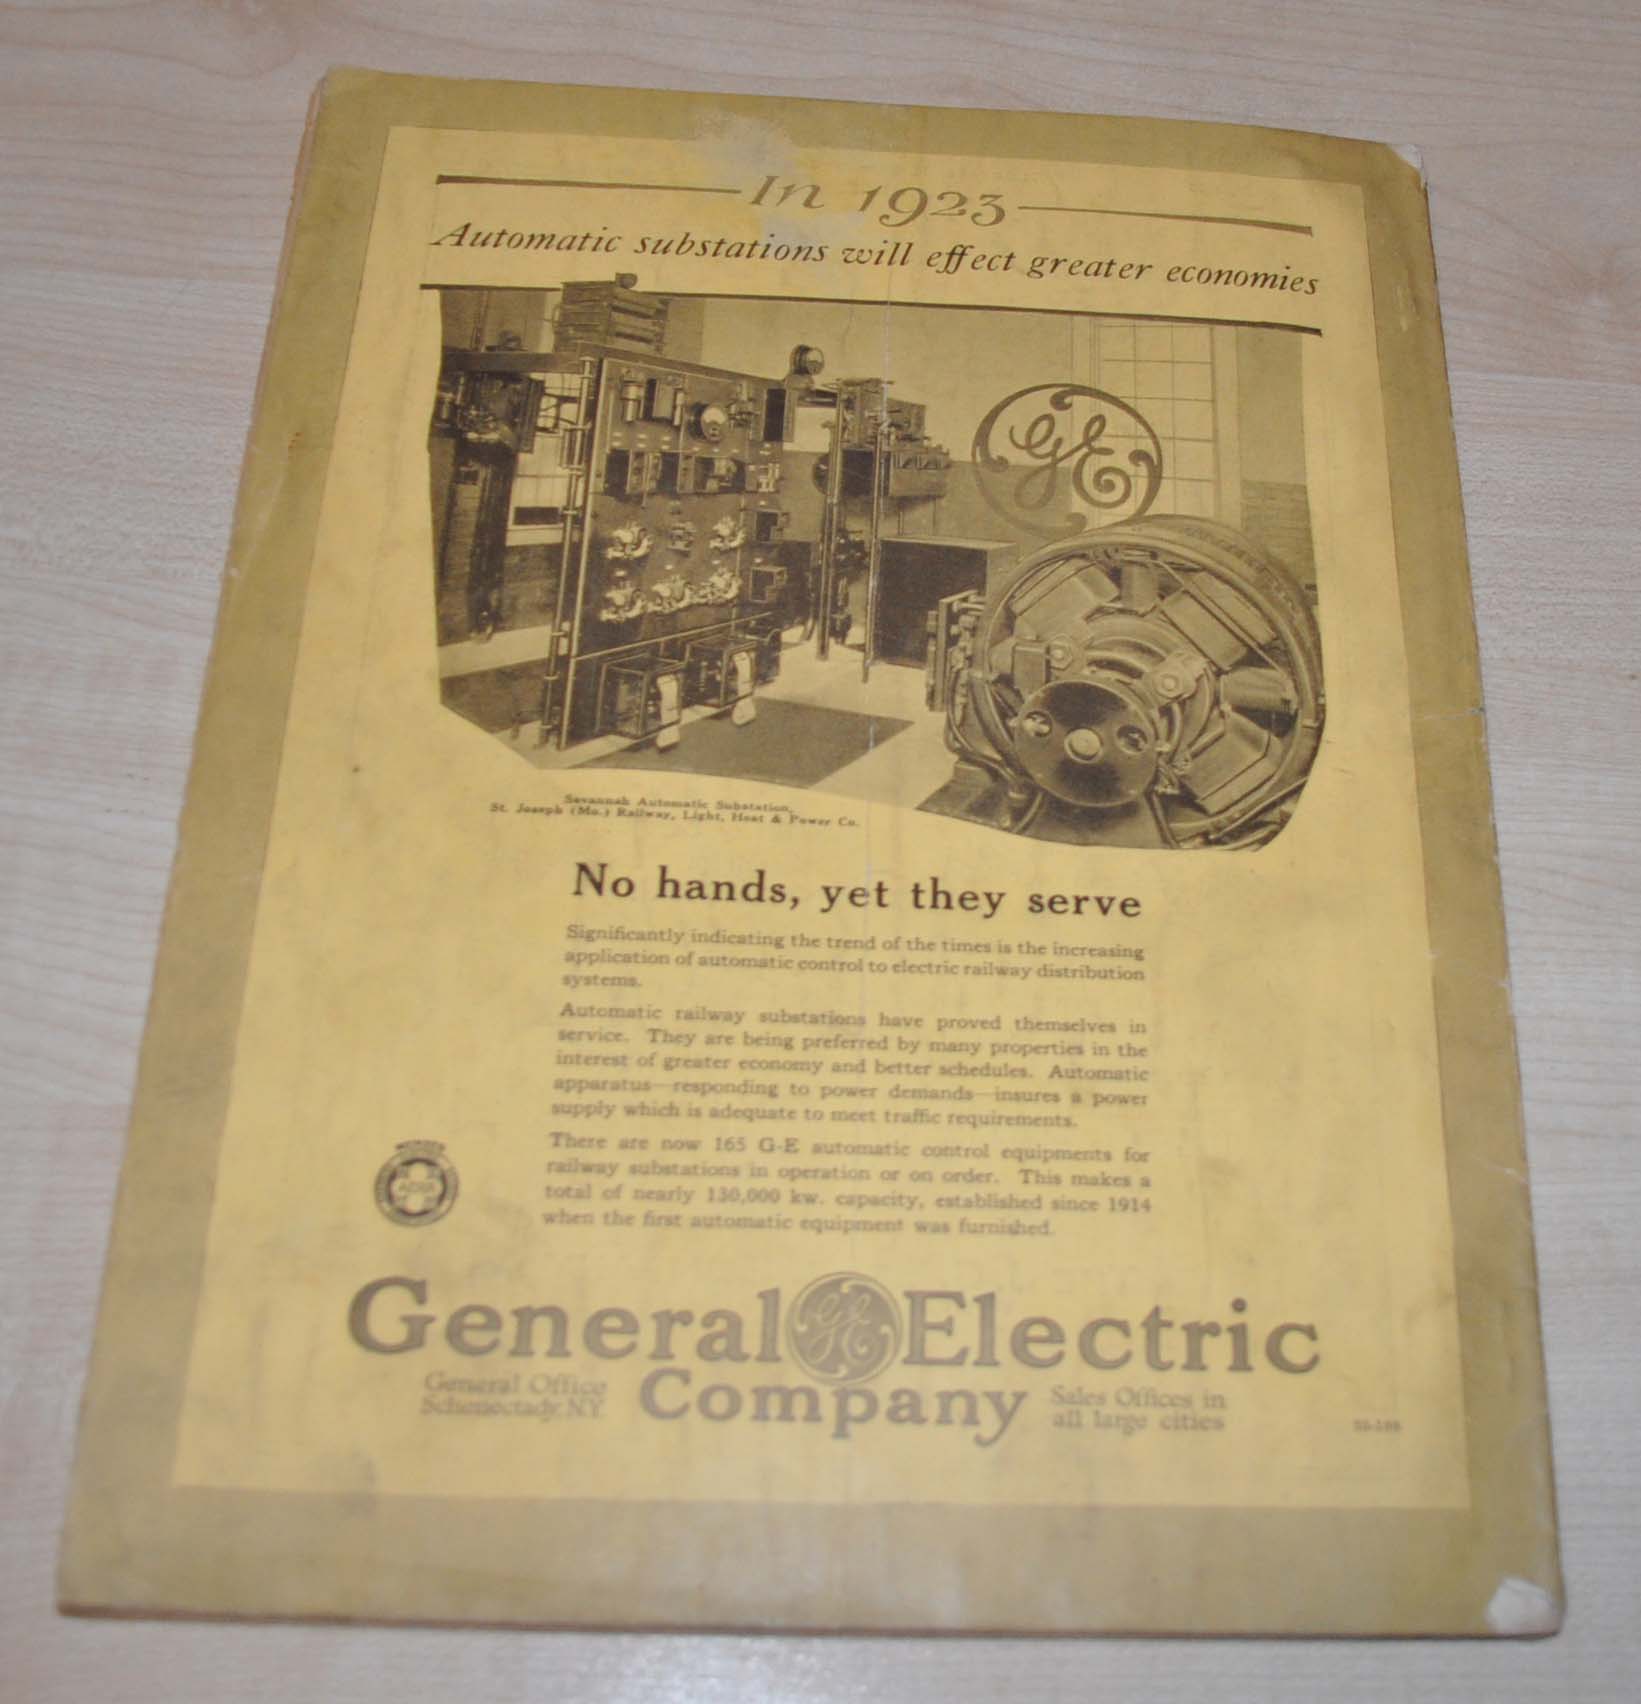 In 1923
Automatic substations will effect greater economies
GE
Savannah Automatic Substation,
St. Joseph (Mo.) Railway, Light, Heat & Power Co.
No hands, yet they serve
Significantly indicating the trend of the times is the increasing
application of automatic control to electric railway distribution
systems.
Automatic railway substations have proved themselves in
service. They are being preferred by many properties in the
interest of greater economy and better schedules. Automatic
apparatus—responding to power demands—insures a power
supply which is adequate to meet traffic requirements.
There are now 165 G-E automatic control equipments for
railway substations in operation or on order. This makes a
total of nearly 130,000 kw. capacity, established since 1914
when the first automatic equipment was furnished.
MEMBER
AERA
General GE Electric
Company
General Office
Schenectady, N.Y.
Sales Offices in
all large cities